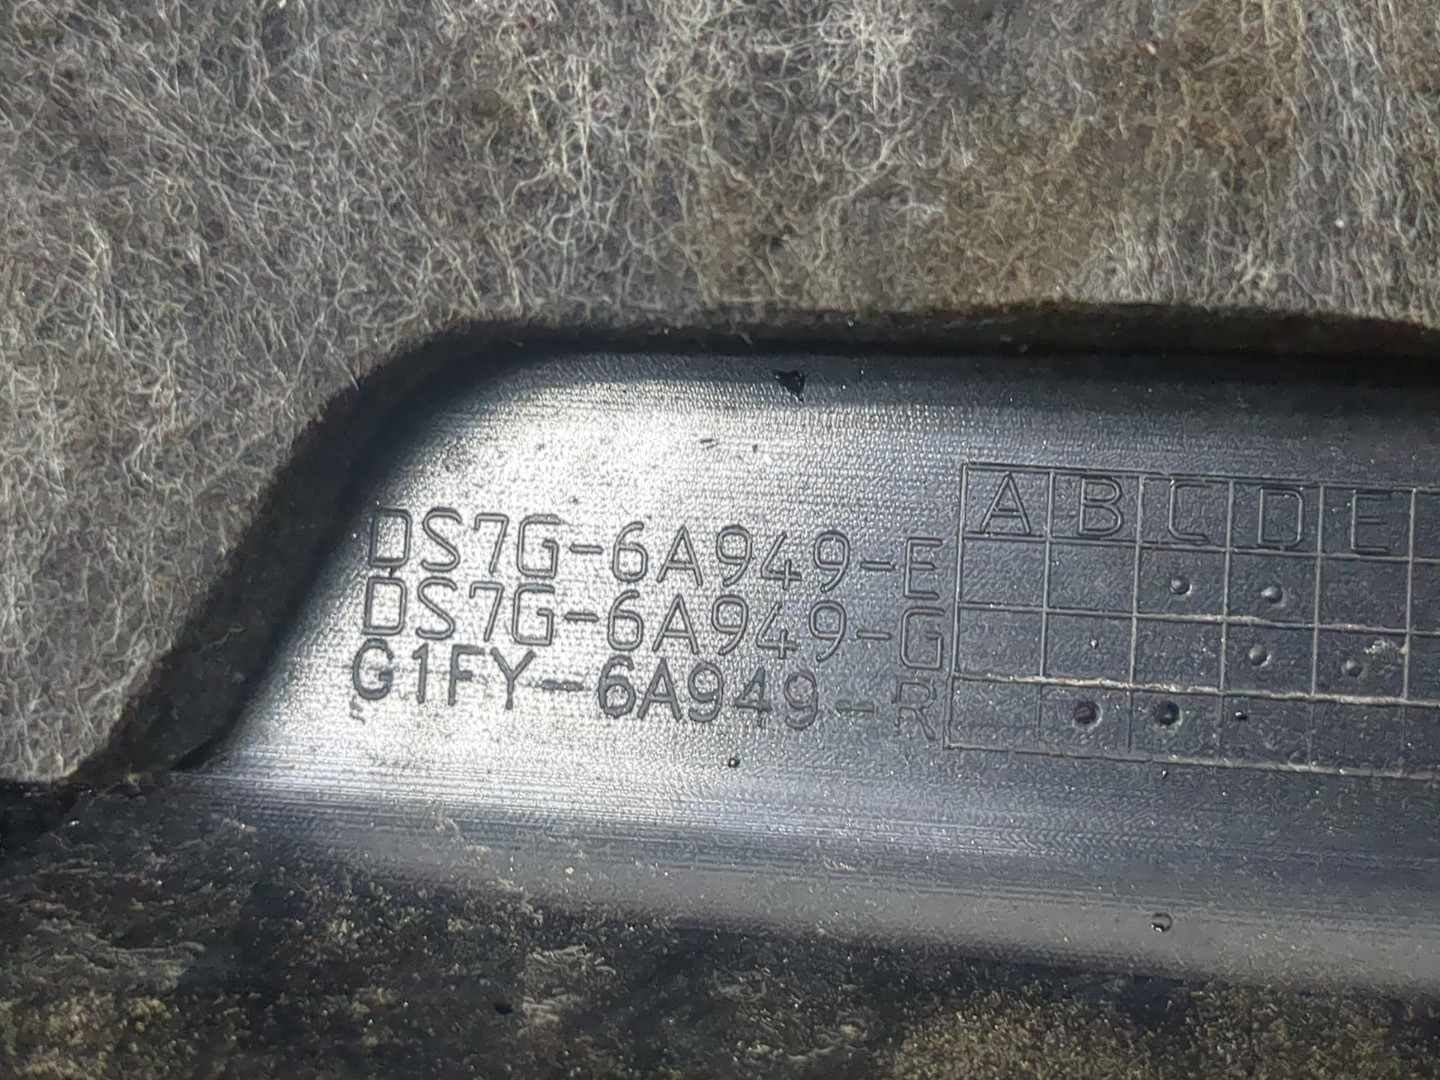 A B C D E
DS7G-6A949-E
DS7G-6A949-G
G1FY-6A949-R